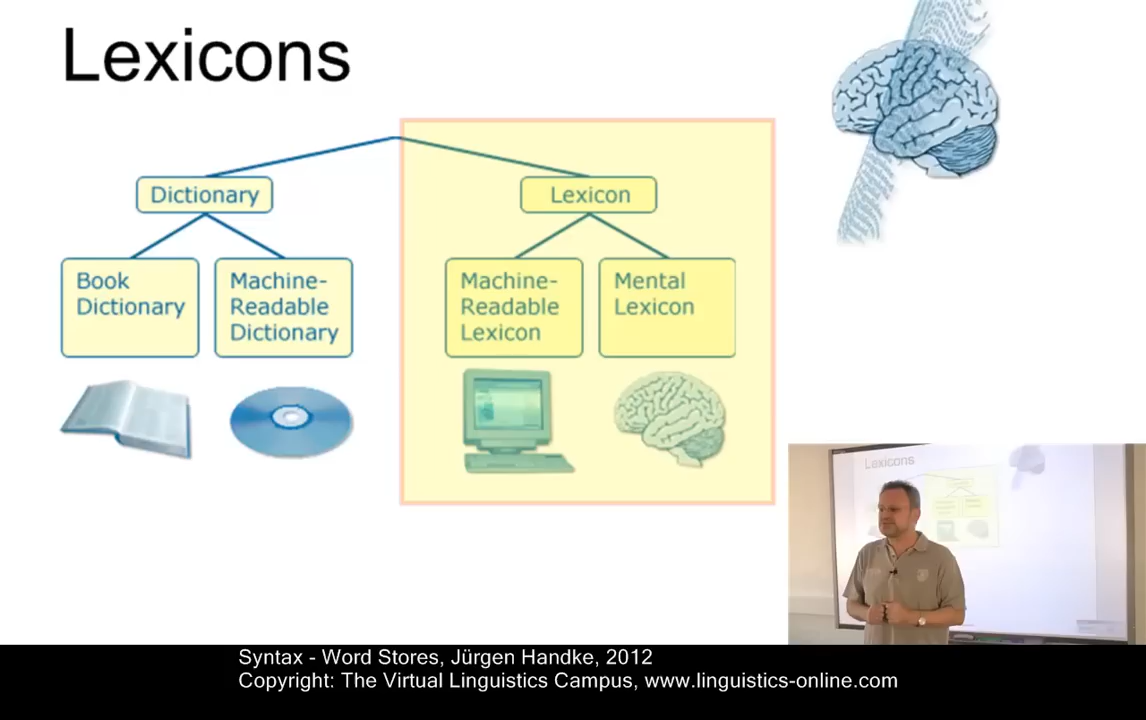 Lexicons
Dictionary
Lexicon
Book
Dictionary
Machine-
Readable
Dictionary
Machine-
Readable
Lexicon
Mental
Lexicon
Lexicons
Syntax - Word Stores, Jürgen Handke, 2012
Copyright: The Virtual Linguistics Campus, www.linguistics-online.com